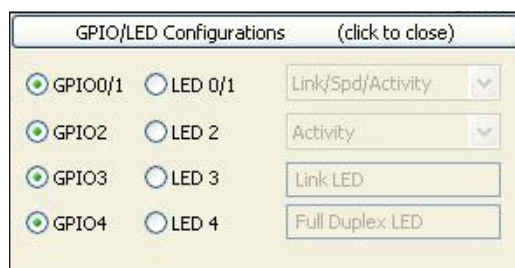 GPIO/LED Configurations (click to close)
GPIO0/1 LED 0/1 Link/Spd/Activity
GPIO2 LED 2 Activity
GPIO3 LED 3 Link LED
GPIO4 LED 4 Full Duplex LED